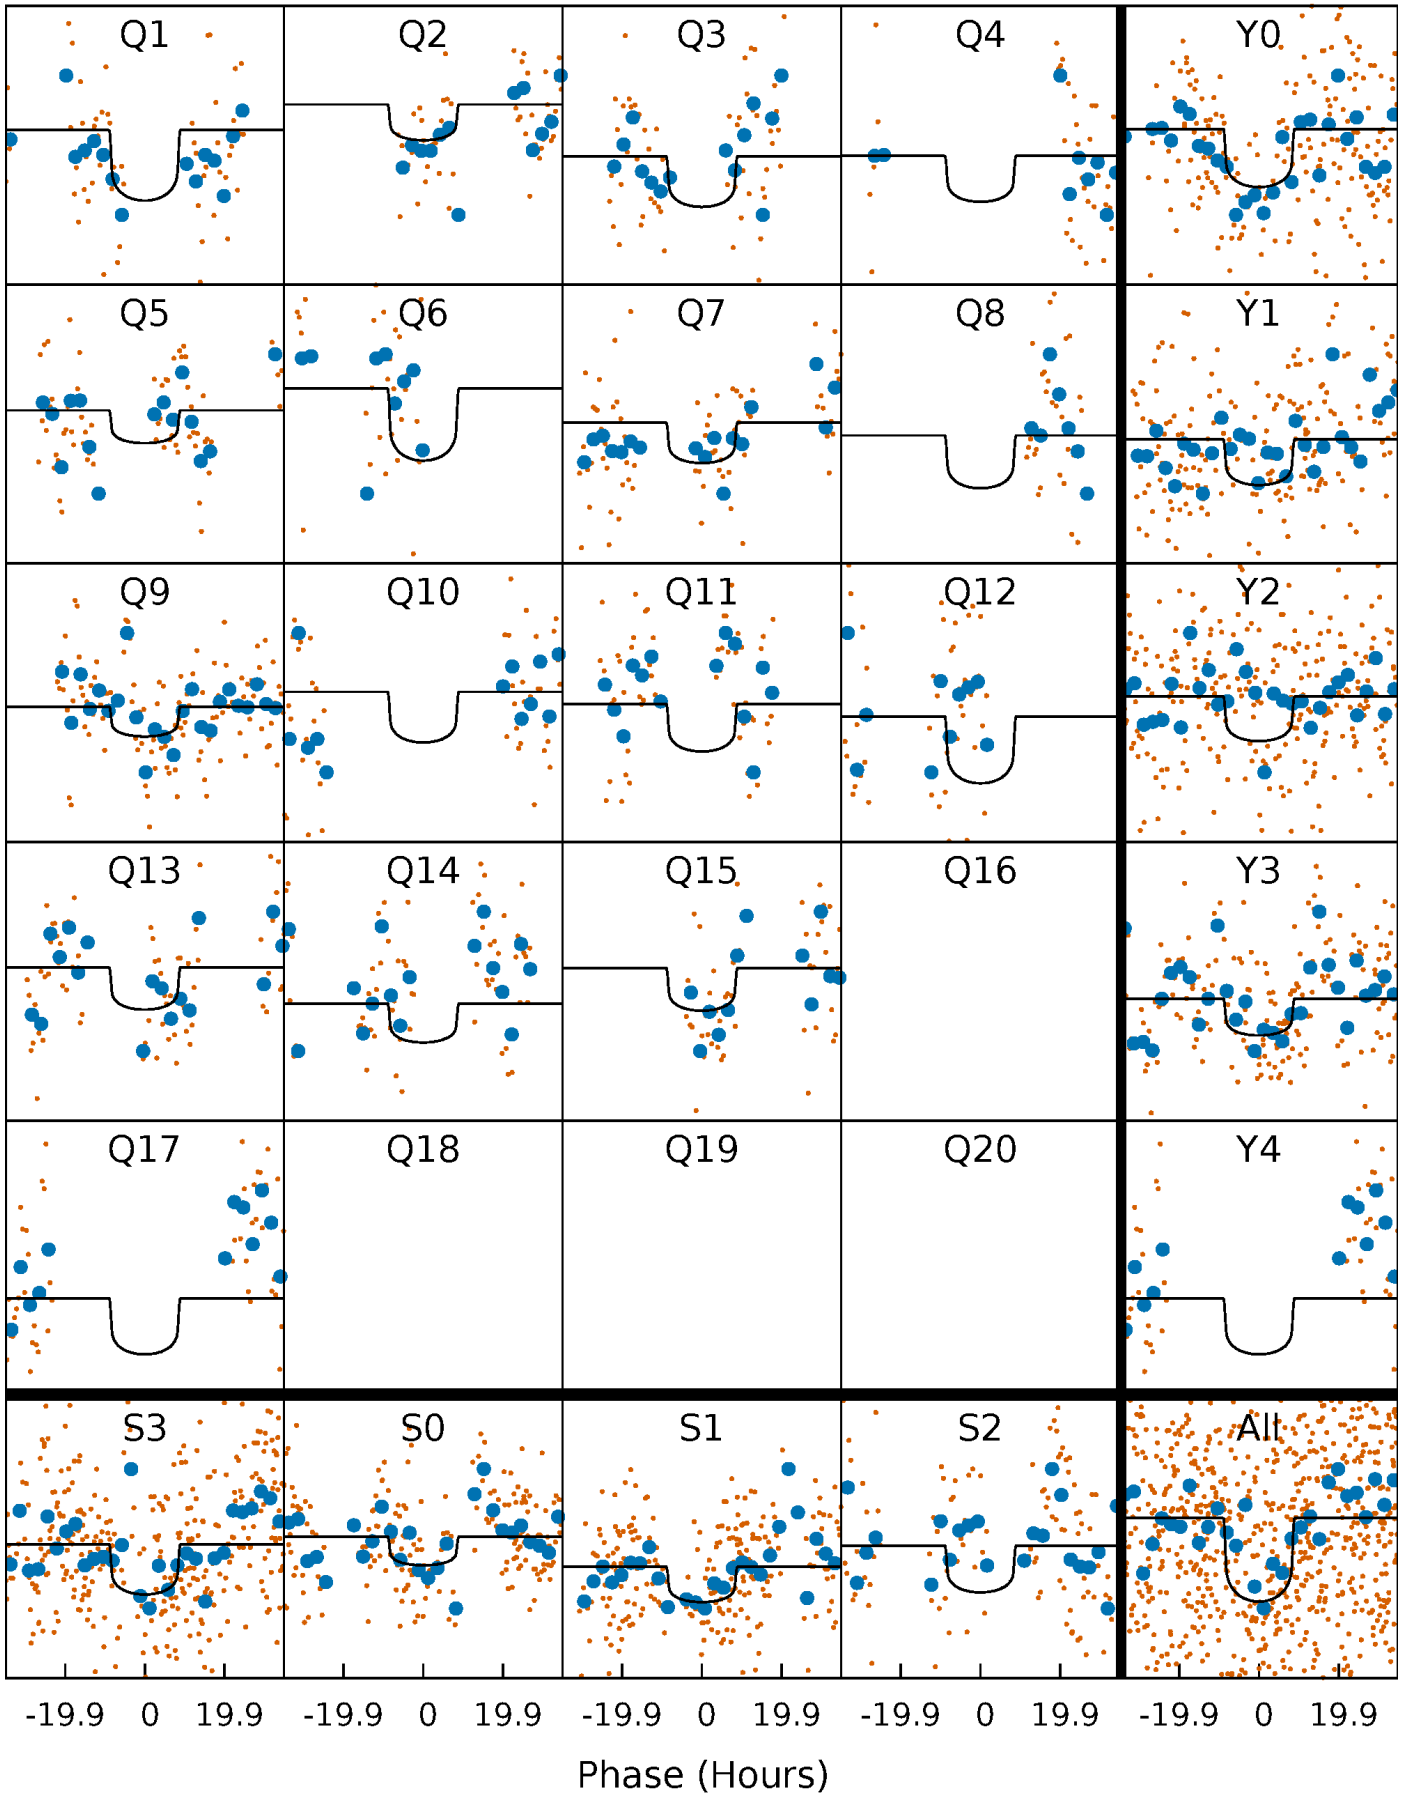 Q1 Q2 Q3 Q4 Y0
Q5 Q6 Q7 Q8 Y1
Q9 Q10 Q11 Q12 Y2
Q13 Q14 Q15 Q16 Y3
Q17 Q18 Q19 Q20 Y4
S3 S0 S1 S2 All
-19.9 0 19.9 -19.9 0 19.9 -19.9 0 19.9 -19.9 0 19.9 -19.9 0 19.9
Phase (Hours)